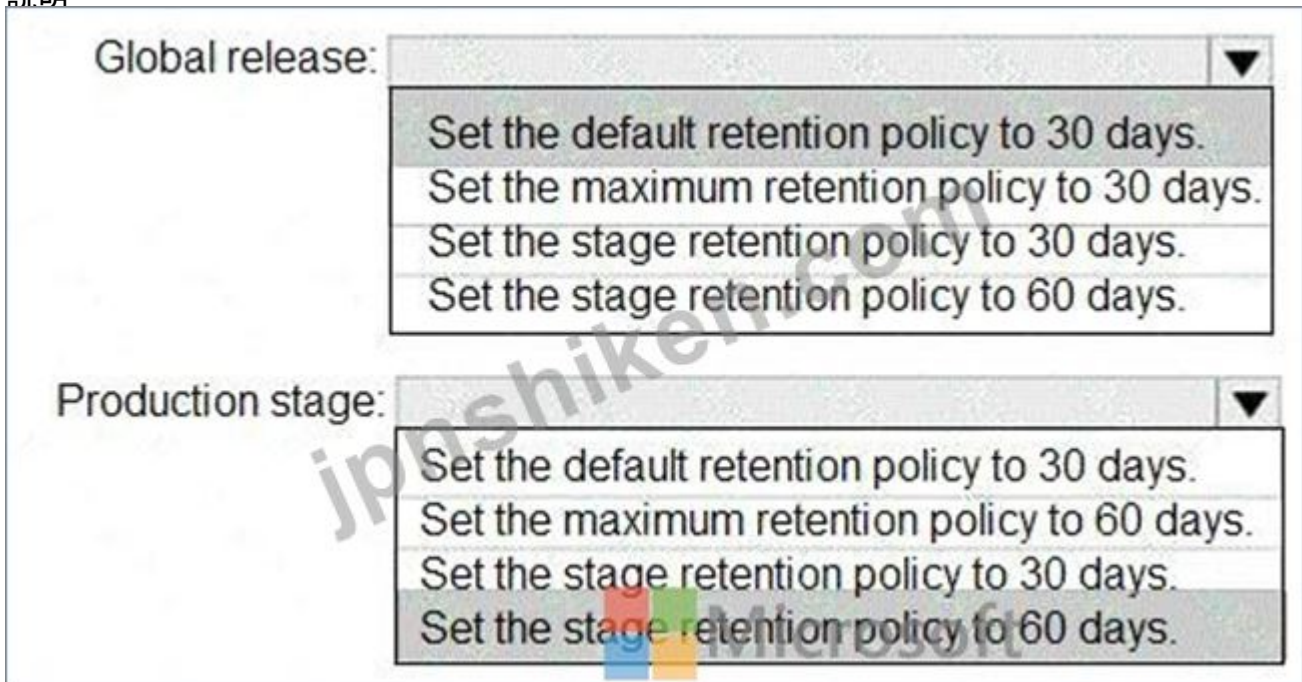 説明
Global release:
Set the default retention policy to 30 days.
Set the maximum retention policy to 30 days.
Set the stage retention policy to 30 days.
Set the stage retention policy to 60 days.
Production stage:
Set the default retention policy to 30 days.
Set the maximum retention policy to 60 days.
Set the stage retention policy to 30 days.
Set the stage retention policy to 60 days.
jpnshiken.com
Microsoft